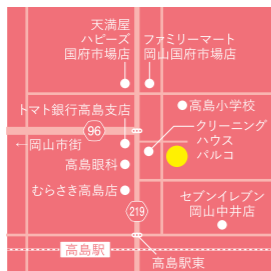 天満屋
ハピーズ
国府市場店
ファミリーマート
岡山国府市場店
高島小学校
トマト銀行高島支店
クリーニング
ハウス
パルコ
96
←岡山市街
高島眼科
むらさき高島店
219
セブンイレブン
岡山中井店
高島駅
高島駅東